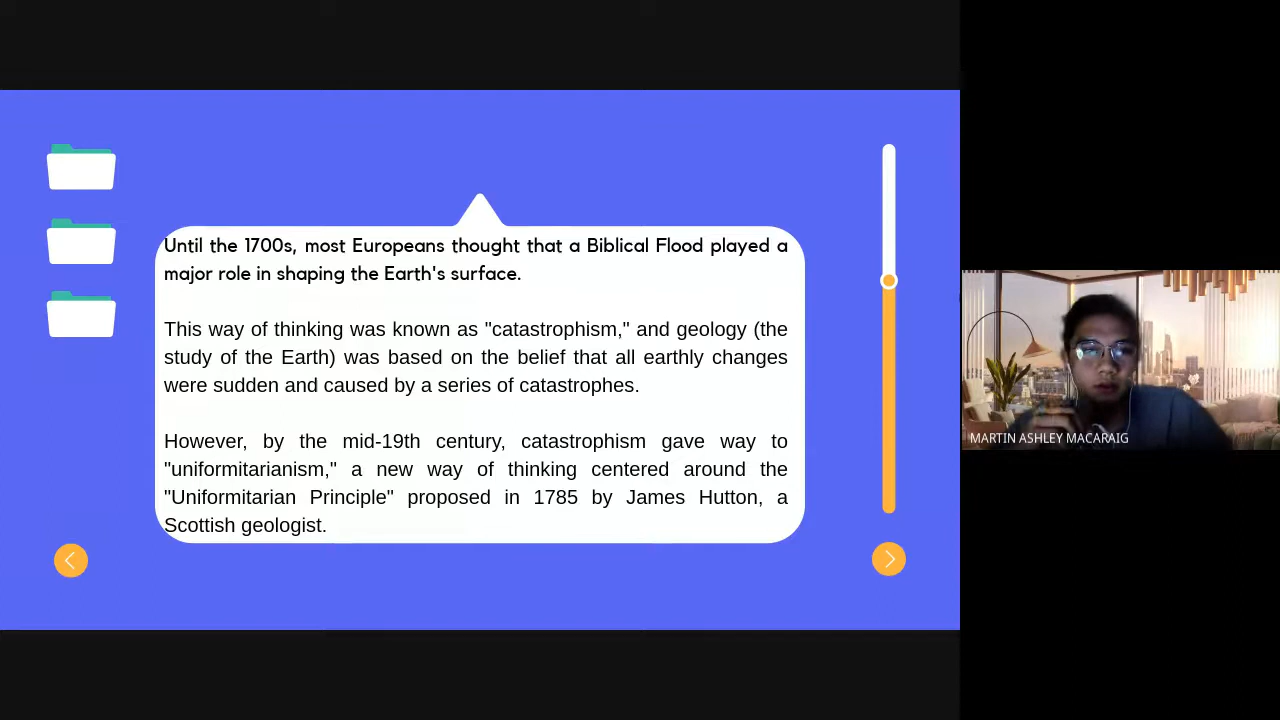 Until the 1700s, most Europeans thought that a Biblical Flood played a
major role in shaping the Earth's surface.
This way of thinking was known as "catastrophism," and geology (the
study of the Earth) was based on the belief that all earthly changes
were sudden and caused by a series of catastrophes.
However, by the mid-19th century, catastrophism gave way to
"uniformitarianism," a new way of thinking centered around the
"Uniformitarian Principle" proposed in 1785 by James Hutton, a
Scottish geologist.
MARTIN ASHLEY MACARAIG